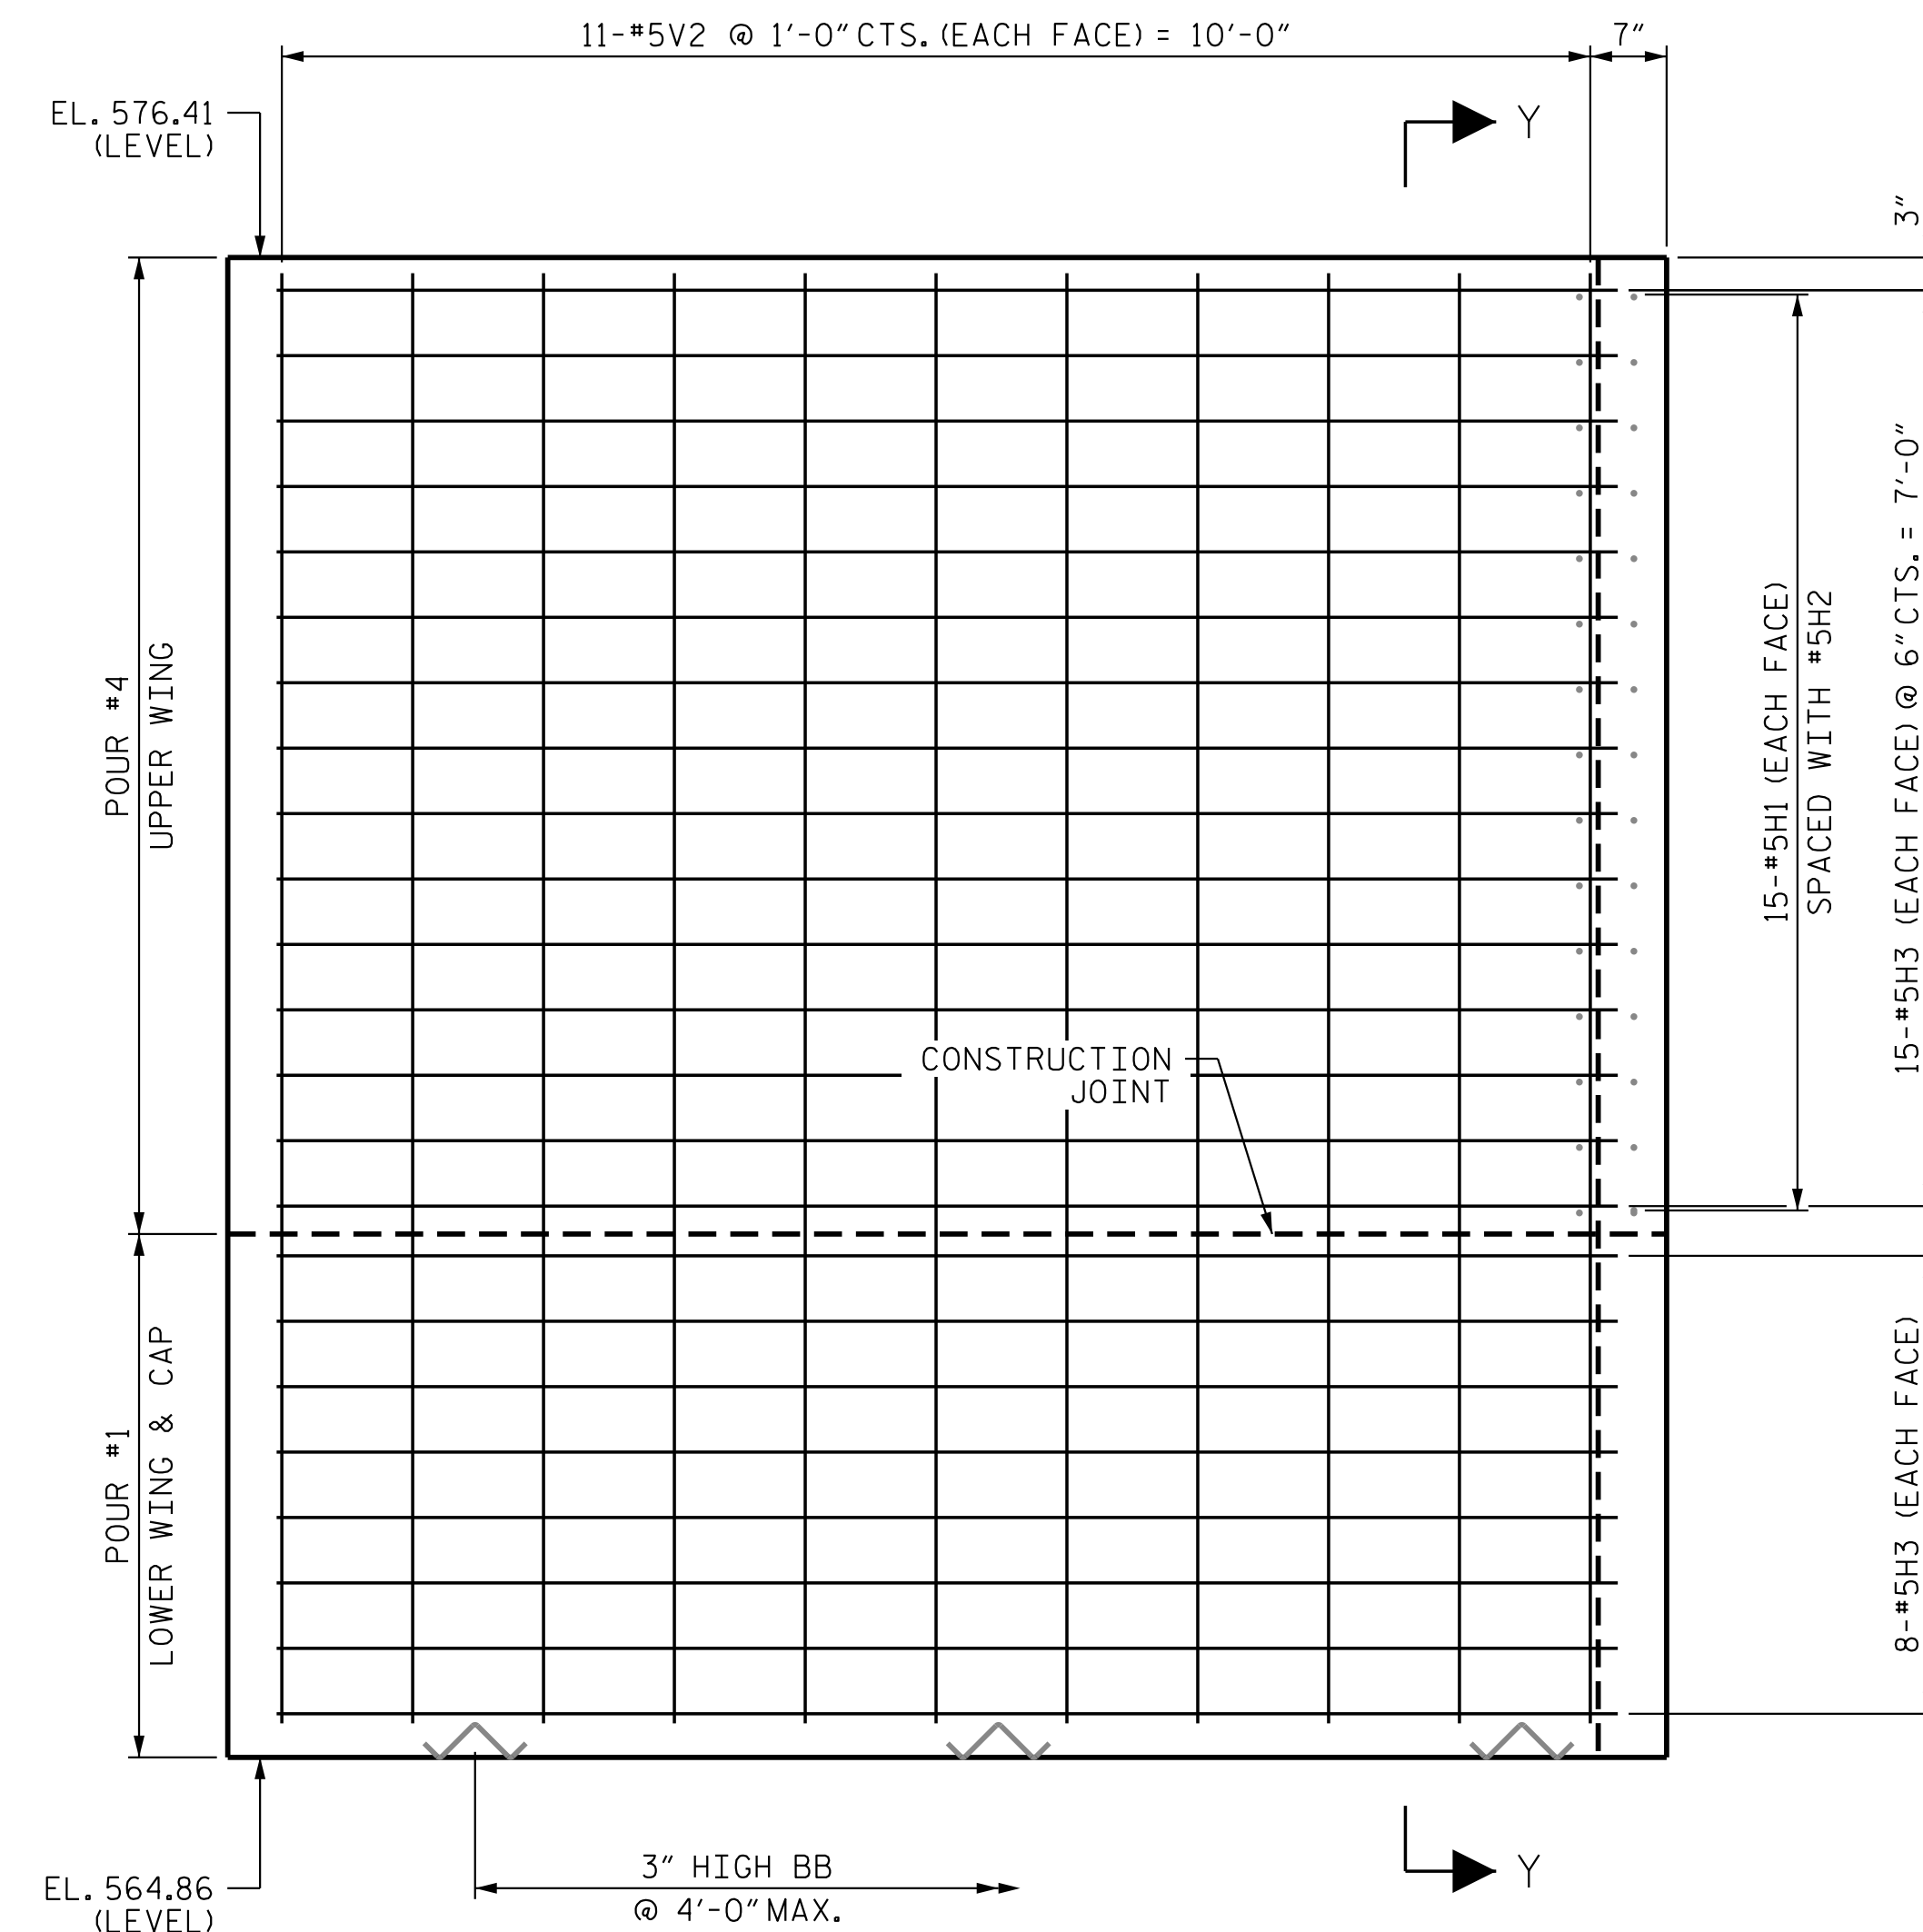 11-#5V2 @ 1'-0" CTS. (EACH FACE) = 10'-0"
7"
EL. 576.41
(LEVEL)
Y
3"
POUR #4
UPPER WING
15-#5H1 (EACH FACE)
SPACED WITH #5H2
15-#5H3 (EACH FACE) @ 6" CTS. = 7'-0"
CONSTRUCTION
JOINT
POUR #1
LOWER WING & CAP
8-#5H3 (EACH FACE)
3" HIGH BB
@ 4'-0" MAX.
Y
EL. 564.86
(LEVEL)